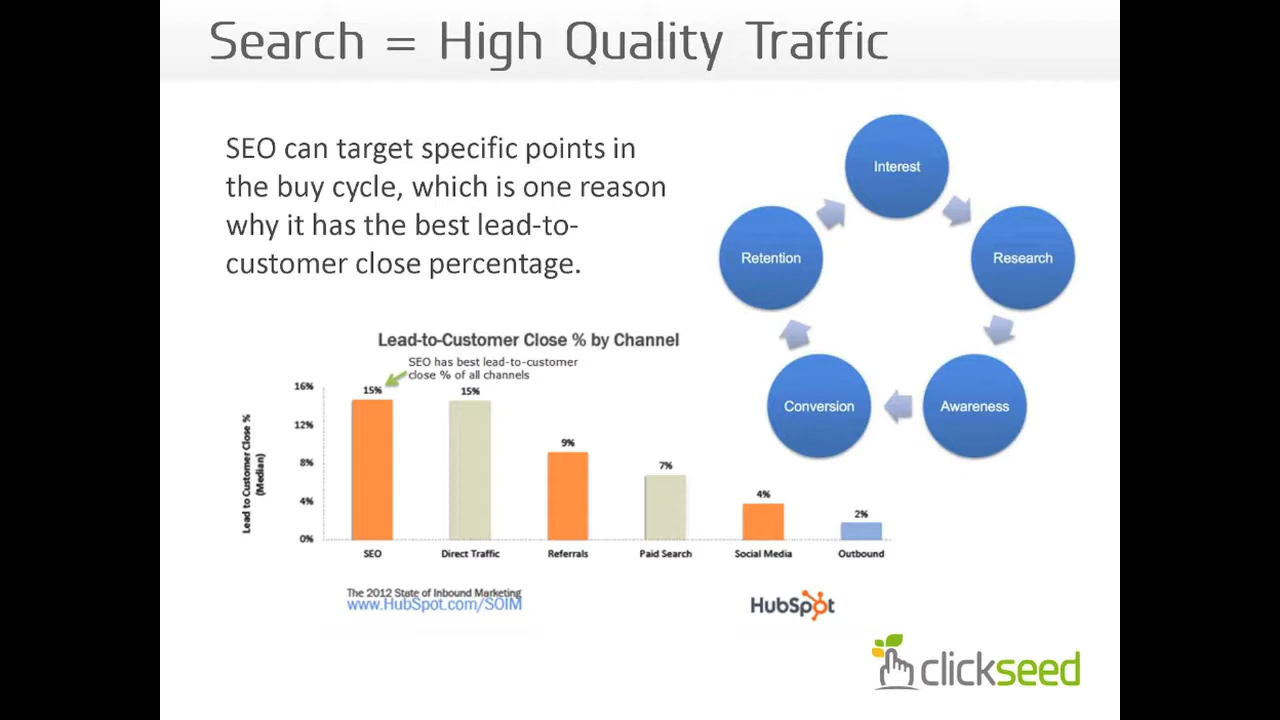 Search = High Quality Traffic
SEO can target specific points in
the buy cycle, which is one reason
why it has the best lead-to-
customer close percentage.
Interest
Research
Awareness
Conversion
Retention
Lead-to-Customer Close % by Channel
SEO has best lead-to-customer
close % of all channels
Lead to Customer Close %
(Median)
16%
12%
8%
4%
0%
15%
15%
9%
7%
4%
2%
SEO
Direct Traffic
Referrals
Paid Search
Social Media
Outbound
The 2012 State of Inbound Marketing
www.HubSpot.com/SOIM
HubSpot
clickseed